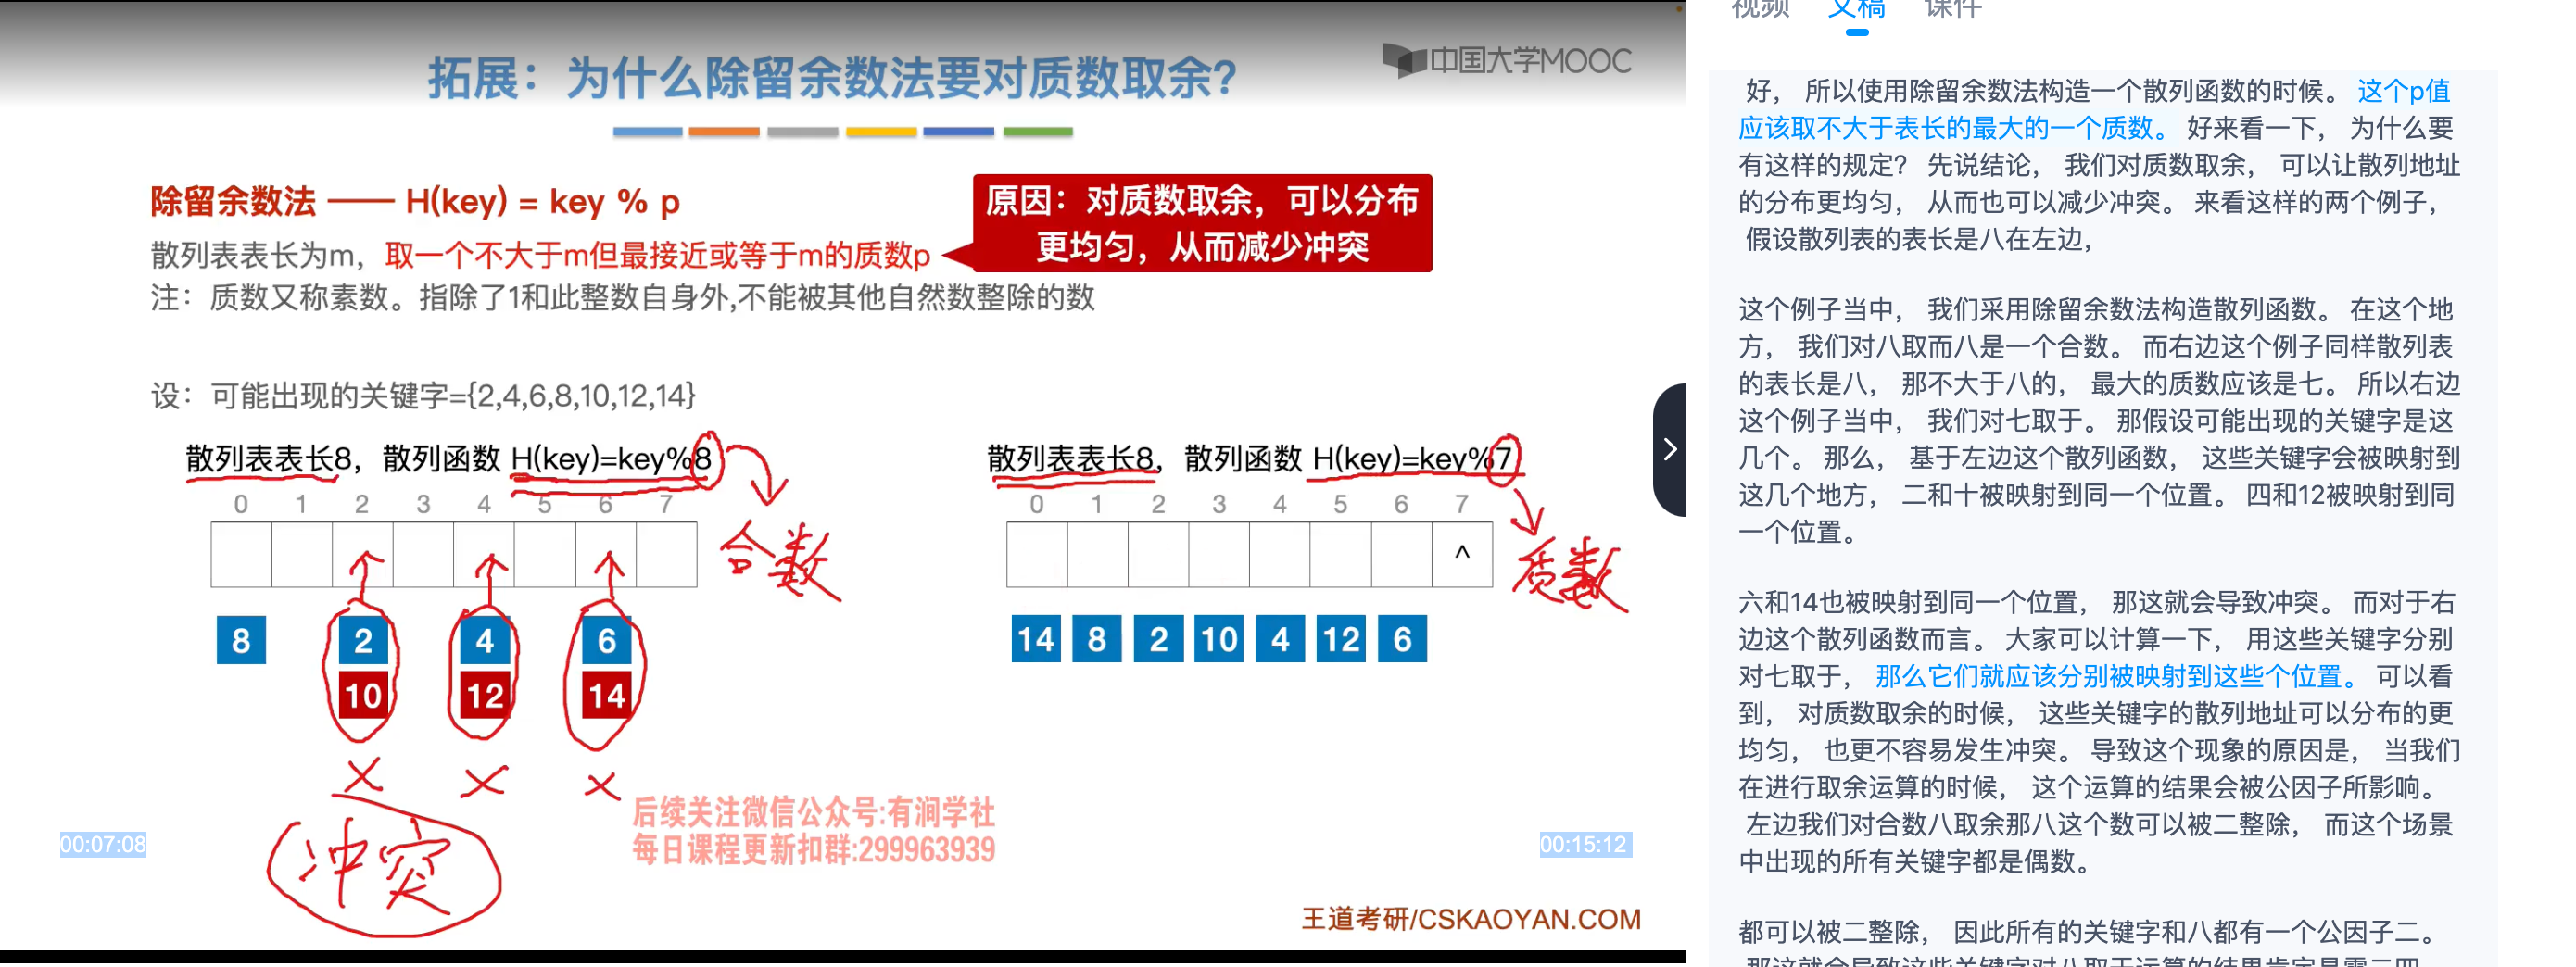 拓展：为什么除留余数法要对质数取余？
中国大学MOOC
除留余数法 —— H(key) = key % p
原因：对质数取余，可以分布
更均匀，从而减少冲突
散列表表长为m，取一个不大于m但最接近或等于m的质数p
注：质数又称素数。指除了1和此整数自身外,不能被其他自然数整除的数
设：可能出现的关键字={2,4,6,8,10,12,14}
散列表表长8，散列函数 H(key)=key%8
0 1 2 3 4 5 6 7
合数
8 2 4 6
10 12 14
冲突
散列表表长8，散列函数 H(key)=key%7
0 1 2 3 4 5 6 7
^
质数
14 8 2 10 4 12 6
后续关注微信公众号:有涧学社
每日课程更新扣群:299963939
00:07:08
00:15:12
王道考研/CSKAOYAN.COM
视频 文稿 课件
好， 所以使用除留余数法构造一个散列函数的时候。 这个p值
应该取不大于表长的最大的一个质数。 好来看一下， 为什么要
有这样的规定？ 先说结论， 我们对质数取余， 可以让散列地址
的分布更均匀， 从而也可以减少冲突。 来看这样的两个例子，
假设散列表的表长是八在左边，
这个例子当中， 我们采用除留余数法构造散列函数。 在这个地
方， 我们对八取而八是一个合数。 而右边这个例子同样散列表
的表长是八， 那不大于八的， 最大的质数应该是七。 所以右边
这个例子当中， 我们对七取于。 那假设可能出现的关键字是这
几个。 那么， 基于左边这个散列函数， 这些关键字会被映射到
这几个地方， 二和十被映射到同一个位置。 四和12被映射到同
一个位置。
六和14也被映射到同一个位置， 那这就会导致冲突。 而对于右
边这个散列函数而言。 大家可以计算一下， 用这些关键字分别
对七取于， 那么它们就应该分别被映射到这些个位置。 可以看
到， 对质数取余的时候， 这些关键字的散列地址可以分布的更
均匀， 也更不容易发生冲突。 导致这个现象的原因是， 当我们
在进行取余运算的时候， 这个运算的结果会被公因子所影响。
左边我们对合数八取余那八这个数可以被二整除， 而这个场景
中出现的所有关键字都是偶数。
都可以被二整除， 因此所有的关键字和八都有一个公因子二。
那这就会导致这些关键字对八取于运算的结果肯定是零二四